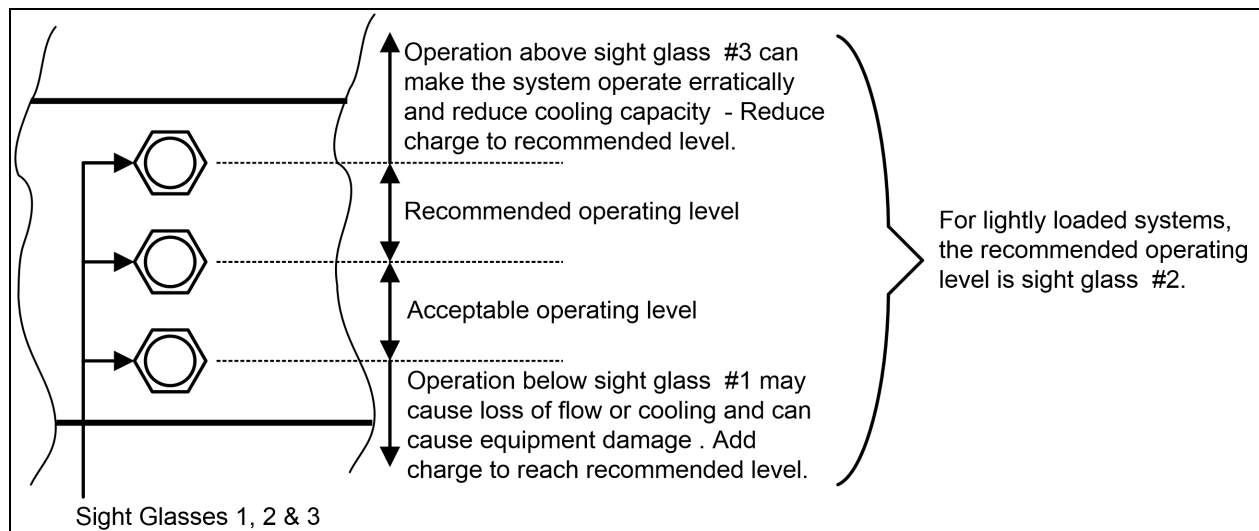 Operation above sight glass #3 can
make the system operate erratically
and reduce cooling capacity - Reduce
charge to recommended level.
Recommended operating level
Acceptable operating level
Operation below sight glass #1 may
cause loss of flow or cooling and can
cause equipment damage . Add
charge to reach recommended level.
For lightly loaded systems,
the recommended operating
level is sight glass #2.
Sight Glasses 1, 2 & 3